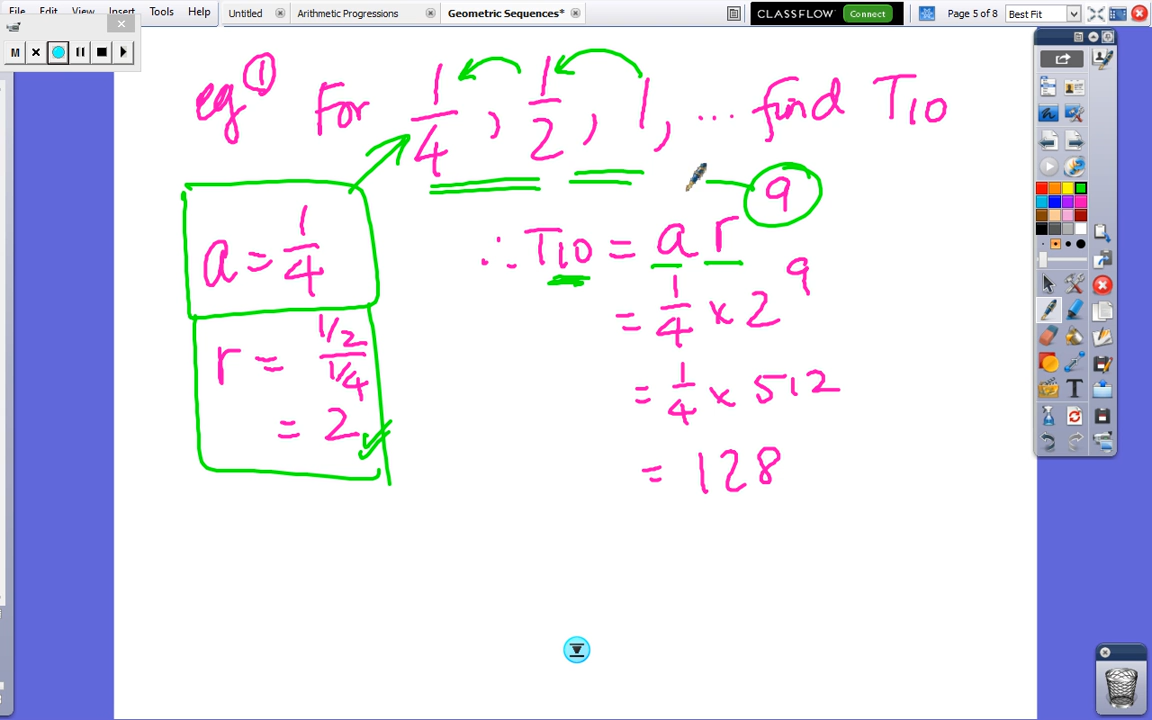 File Edit View Insert Tools Help
Untitled Arithmetic Progressions Geometric Sequences* CLASSFLOW Connect Page 5 of 8 Best Fit
M
eg ① For 1/4, 1/2, 1, ... find T10
a = 1/4
r = 1/2 / 1/4
= 2
∴ T10 = a r^9
= 1/4 × 2^9
= 1/4 × 512
= 128
T